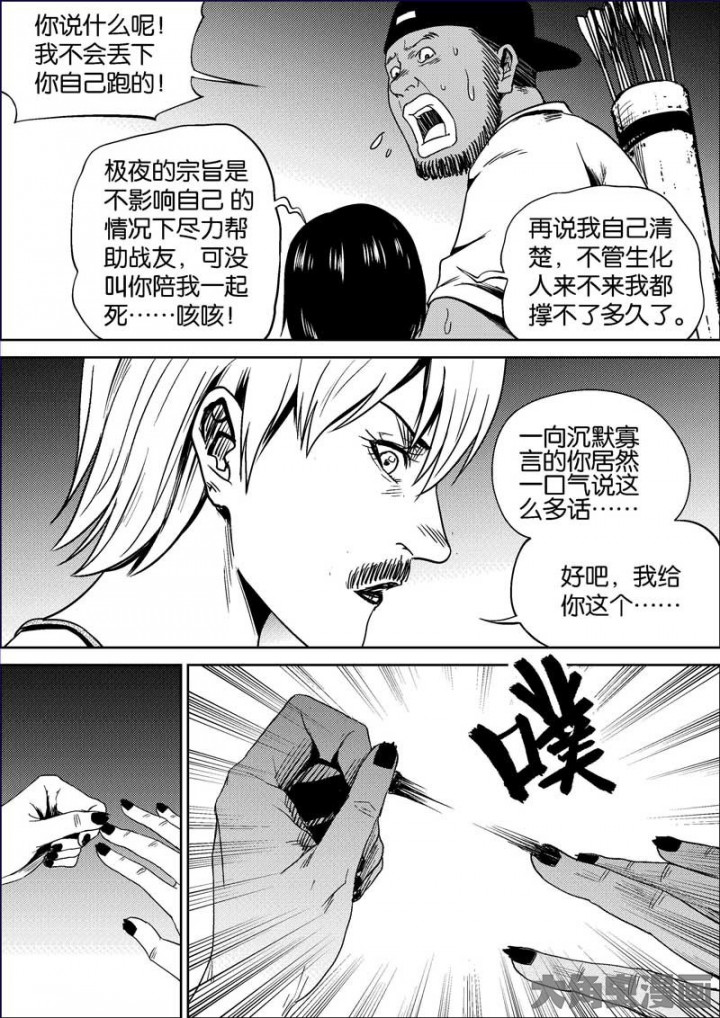 你说什么呢！
我不会丢下
你自己跑的！
极夜的宗旨是
不影响自己 的
情况下尽力帮
助战友，可没
叫你陪我一起
死……咳咳！
再说我自己清
楚，不管生化
人来不来我都
撑不了多久了。
一向沉默寡
言的你居然
一口气说这
么多话……
好吧，我给
你这个……
噗
大角虫漫画